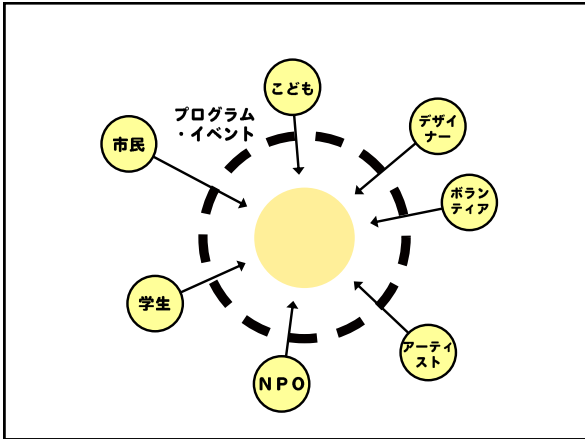 こども
プログラム
・イベント
デザイ
ナー
市民
ボラン
ティア
学生
アーティ
スト
NPO